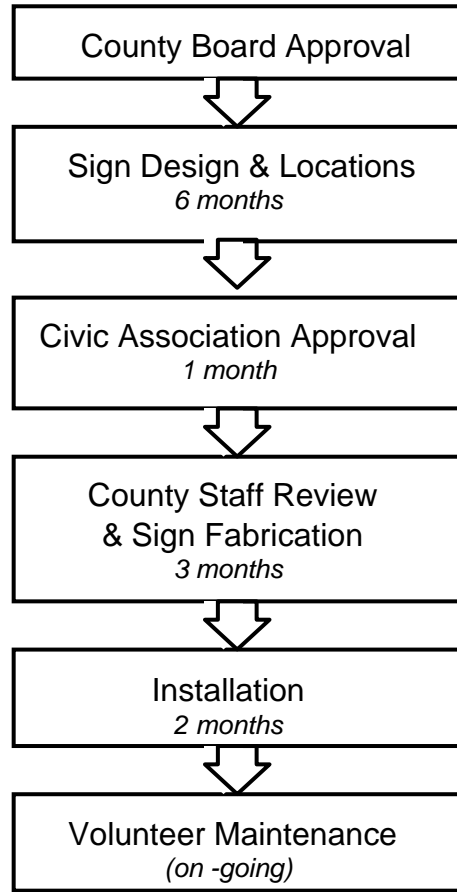 County Board Approval
Sign Design & Locations
6 months
Civic Association Approval
1 month
County Staff Review
& Sign Fabrication
3 months
Installation
2 months
Volunteer Maintenance
(on -going)